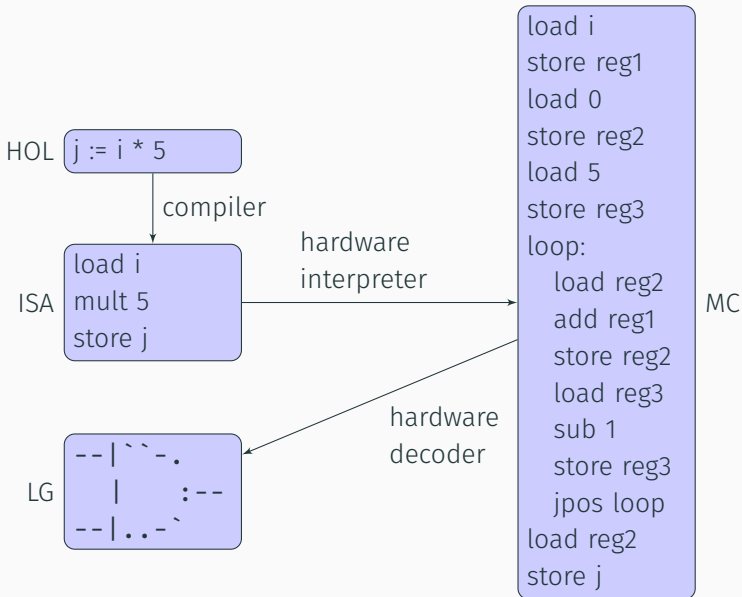 HOL
j := i * 5
compiler
ISA
load i
mult 5
store j
hardware
interpreter
MC
load i
store reg1
load 0
store reg2
load 5
store reg3
loop:
load reg2
add reg1
store reg2
load reg3
sub 1
store reg3
jpos loop
load reg2
store j
hardware
decoder
LG
--|``-.
  |   :--
--|..-`